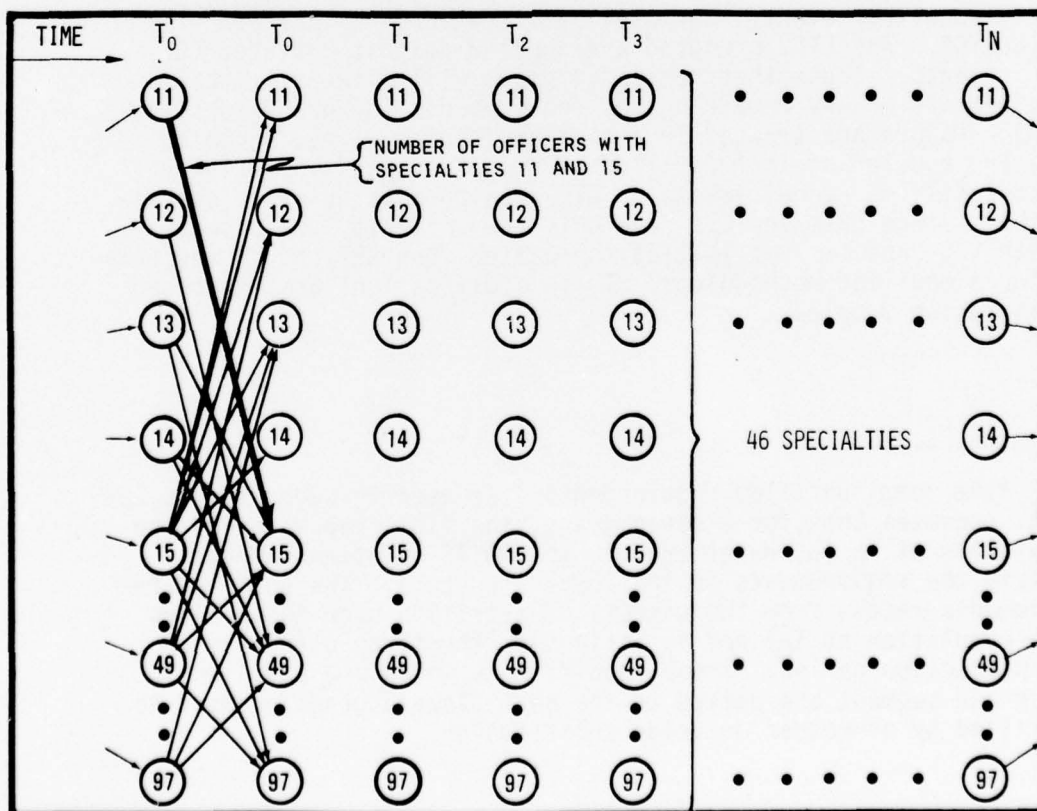 TIME T₀ T₀ T₁ T₂ T₃ T_N
11 11 11 11 11 11
NUMBER OF OFFICERS WITH
SPECIALTIES 11 AND 15
12 12 12 12 12 12
13 13 13 13 13 13
14 14 14 14 14 46 SPECIALTIES 14
15 15 15 15 15 15
49 49 49 49 49 49
97 97 97 97 97 97